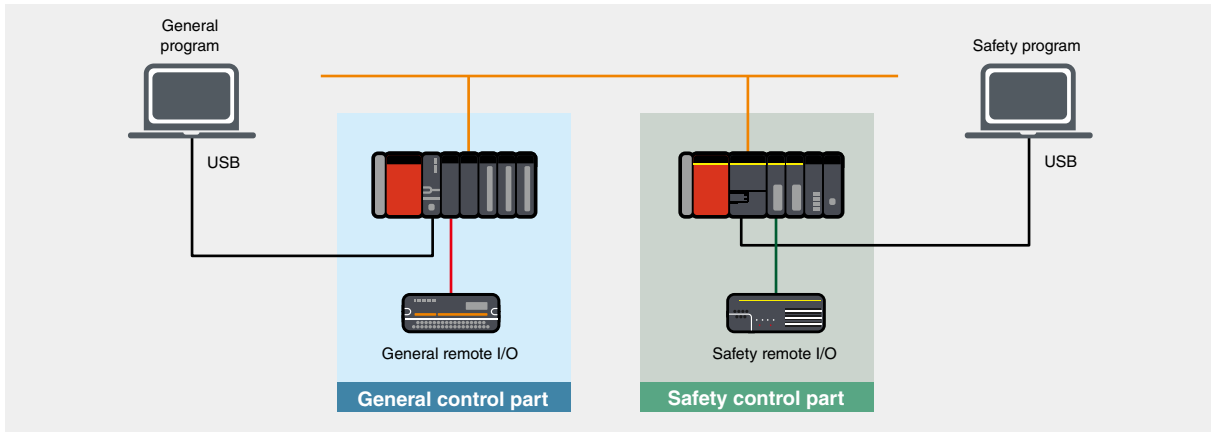 General
program
Safety program
USB
USB
General remote I/O
Safety remote I/O
General control part
Safety control part